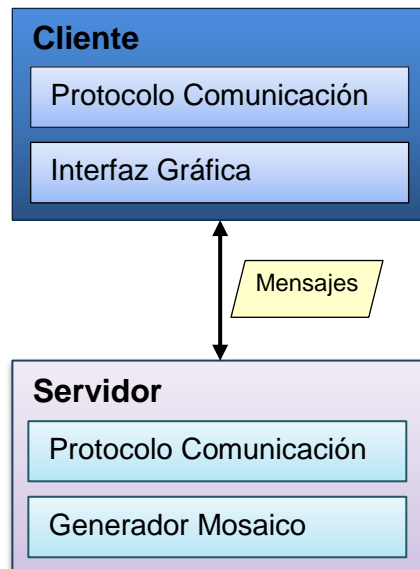 Cliente
Protocolo Comunicación
Interfaz Gráfica
Mensajes
Servidor
Protocolo Comunicación
Generador Mosaico